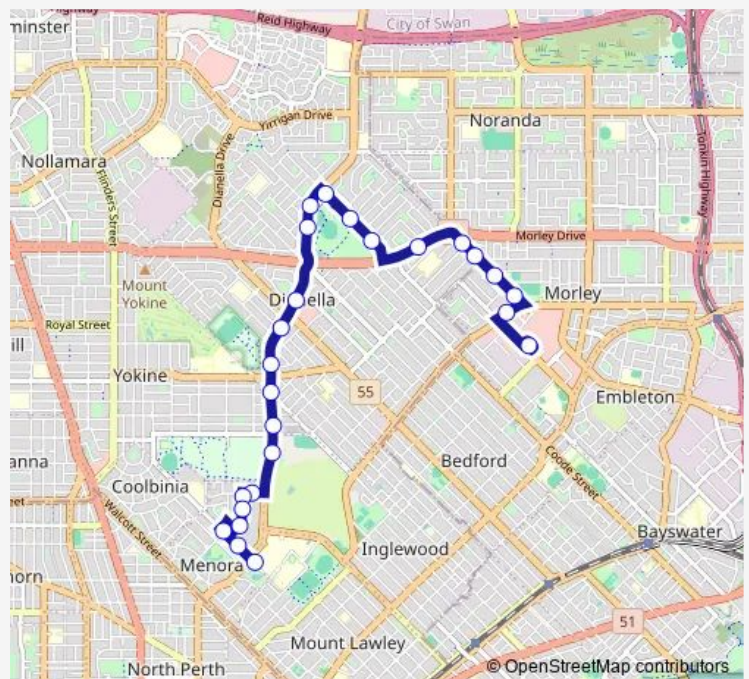 minster
Reid Highway
City of Swan
Yirrigan Drive
Noranda
Nollamara
Dianella Drive
Flinders Street
Tonkin Highway
Morley Drive
Mount
Yokine
Morley
Royal Street
ill
Yokine
55
Embleton
anna
Bedford
Coode Street
Coolbinia
Walcott Street
Bayswater
Inglewood
Menora
horn
51
Mount Lawley
North Perth
© OpenStreetMap contributors